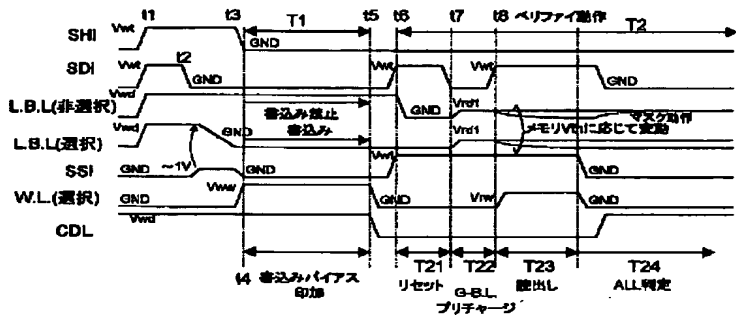 t1 t2 t3 T1 t5 t6 t7 t8 ベリファイ動作 T2
SHI Vwt GND
SDI Vwt GND Vwt Vwt GND
L.B.L(非選択) Vwd 書込み禁止 GND Vrd1 マスク動作
L.B.L(選択) Vwd GND 書込み Vrd1 メモリVthに応じて変動
SSI GND ~1V GND Vwt GND
W.L.(選択) GND Vww GND Vrw GND
CDL Vwd
t4 書込みバイアス印加
T21 リセット
T22 G-B.L. プリチャージ
T23 読出し
T24 ALL判定